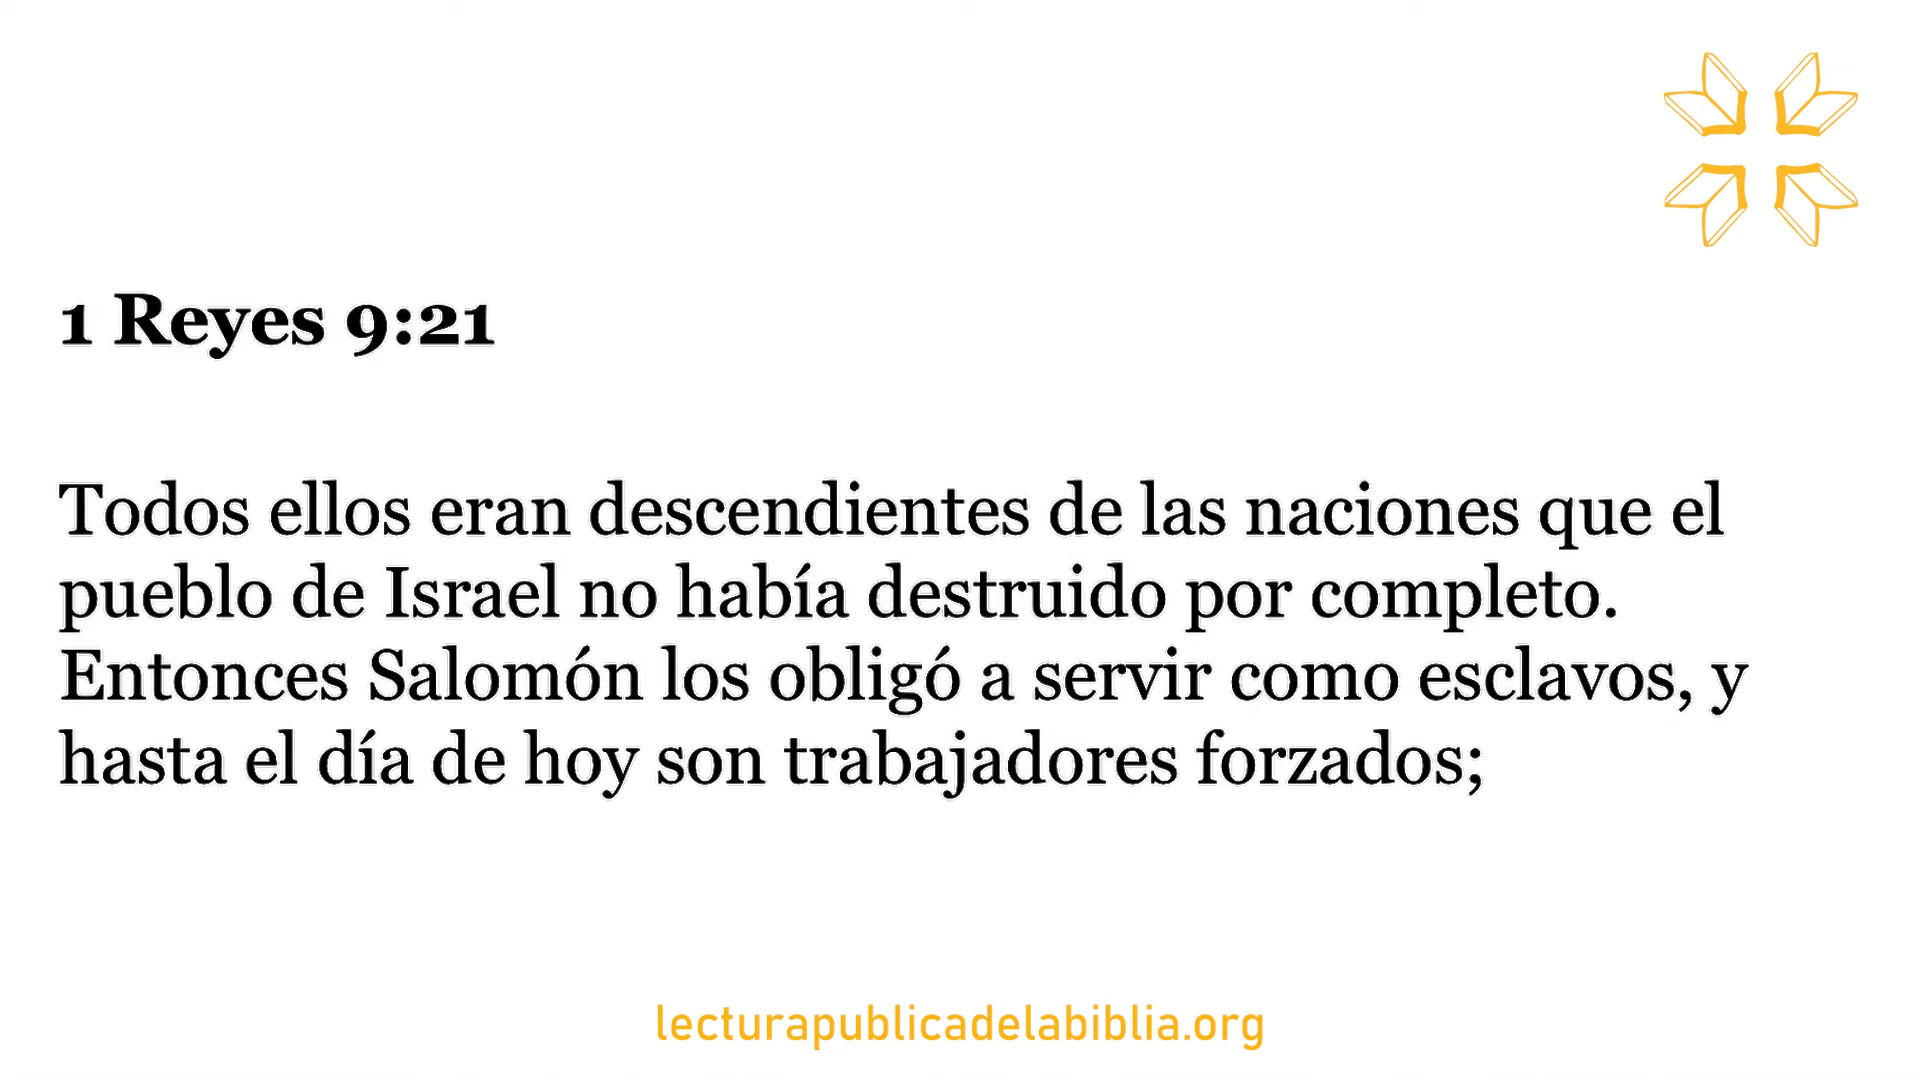 1 Reyes 9:21
Todos ellos eran descendientes de las naciones que el
pueblo de Israel no había destruido por completo.
Entonces Salomón los obligó a servir como esclavos, y
hasta el día de hoy son trabajadores forzados;
lecturapublicadelabiblia.org